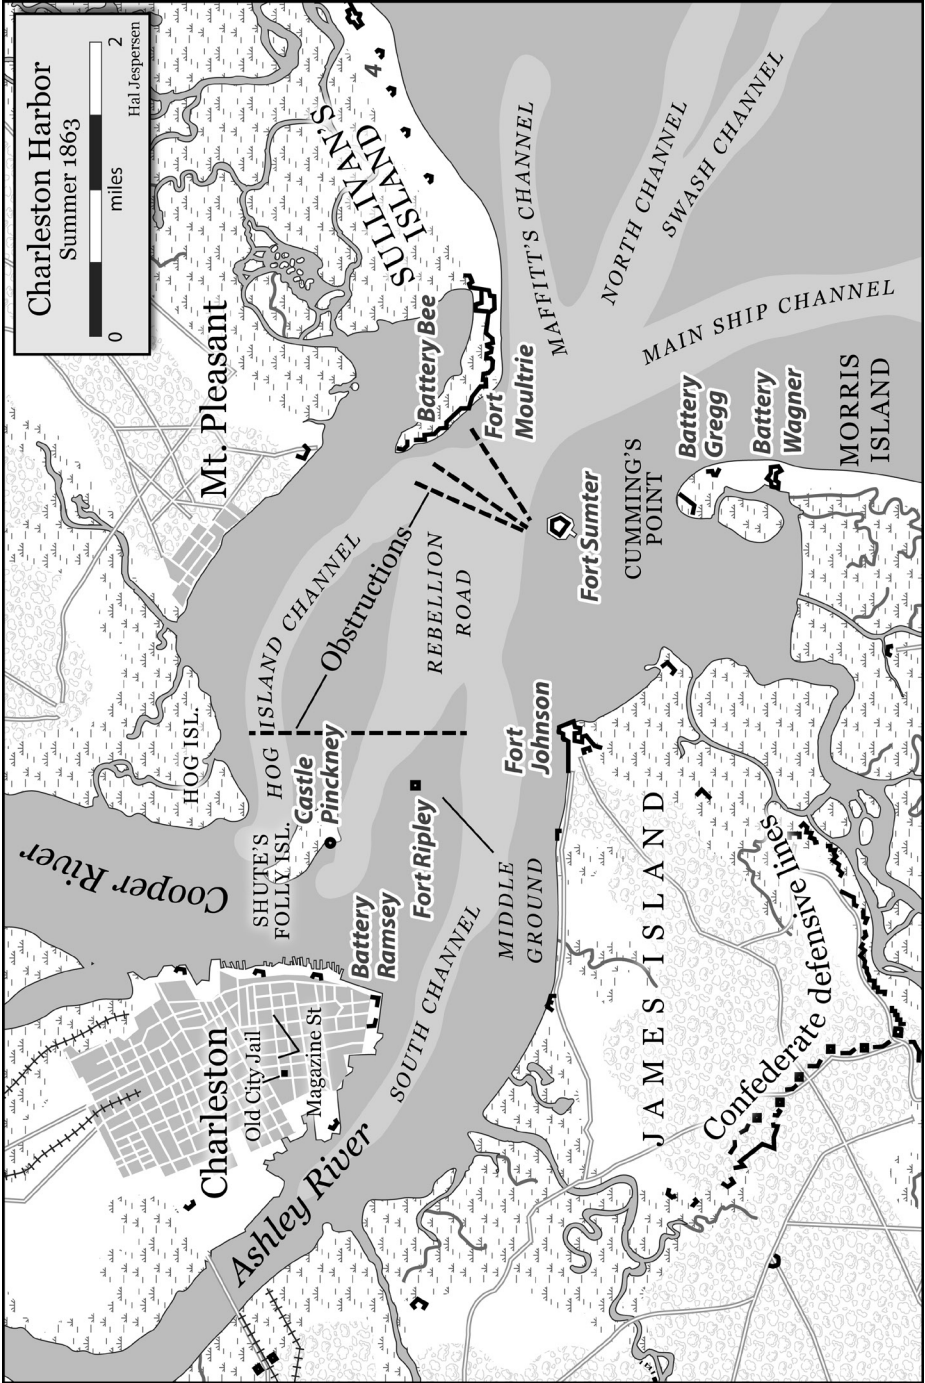 Charleston Harbor
Summer 1863
0
miles
2
Hal Jespersen
Cooper River
HOG ISL.
Mt. Pleasant
SULLIVAN'S
ISLAND
4
Charleston
Old City Jail
Magazine St
SHUTE'S
FOLLY ISL.
Castle
Pinckney
HOG ISLAND CHANNEL
Obstructions
Battery Bee
Fort
Moultrie
Battery
Ramsey
Fort Ripley
REBELLION
ROAD
MAFFITT'S CHANNEL
NORTH CHANNEL
SWASH CHANNEL
MAIN SHIP CHANNEL
Ashley River
SOUTH CHANNEL
MIDDLE
GROUND
Fort
Johnson
Fort Sumter
CUMMING'S
POINT
Battery
Gregg
Battery
Wagner
MORRIS
ISLAND
JAMES ISLAND
Confederate defensive lines